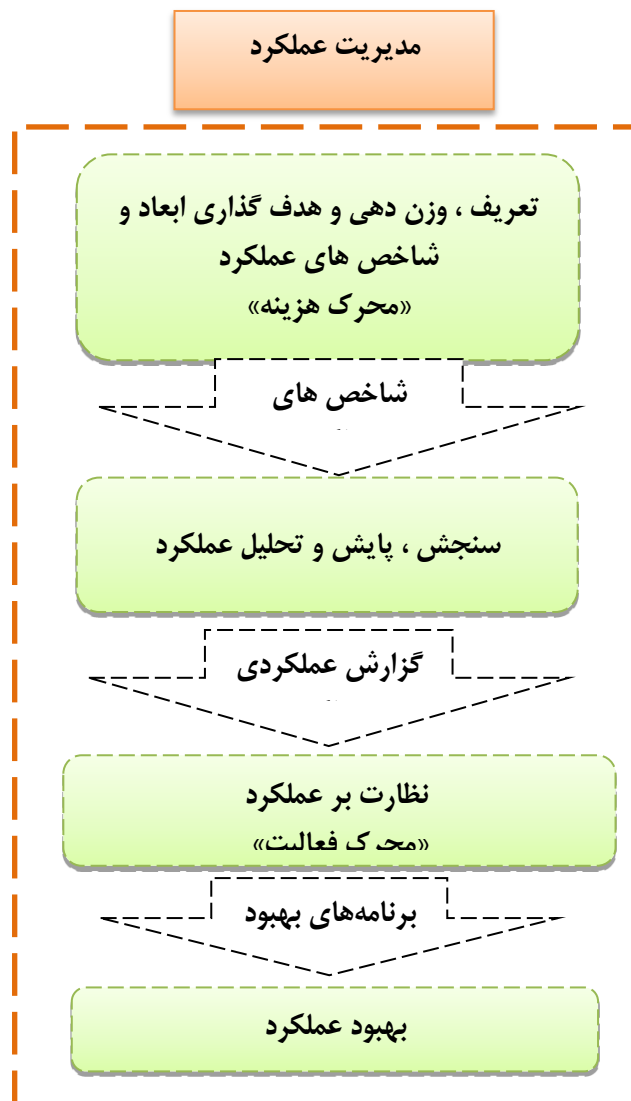 مدیریت عملکرد
تعریف ، وزن دهی و هدف گذاری ابعاد و
شاخص های عملکرد
«محرک هزینه»
شاخص های
سنجش ، پایش و تحلیل عملکرد
گزارش عملکردی
نظارت بر عملکرد
«محرک فعالیت»
برنامه‌های بهبود
بهبود عملکرد